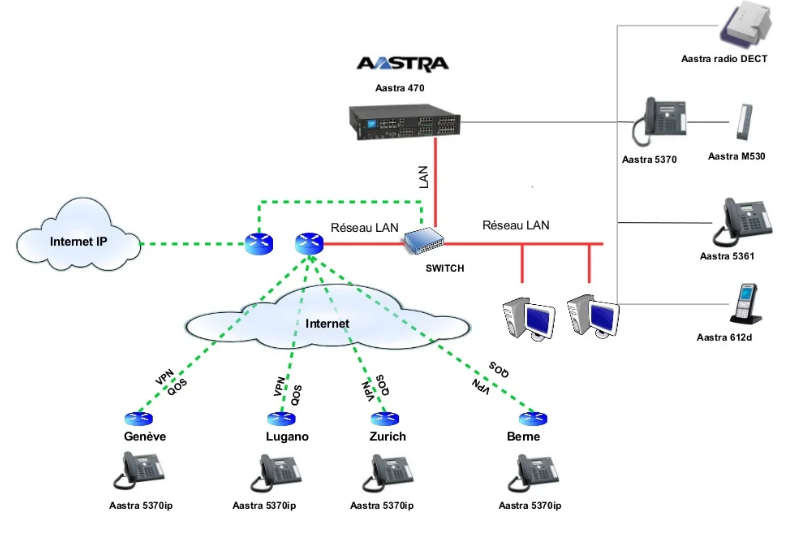 AASTRA
Aastra 470
Aastra radio DECT
Aastra 5370
Aastra M530
LAN
Internet IP
Réseau LAN
Réseau LAN
SWITCH
Aastra 5361
Internet
Aastra 612d
VPN
QOS
VPN
QOS
VPN
QOS
VPN
QOS
Genève
Lugano
Zurich
Berne
Aastra 5370ip
Aastra 5370ip
Aastra 5370ip
Aastra 5370ip